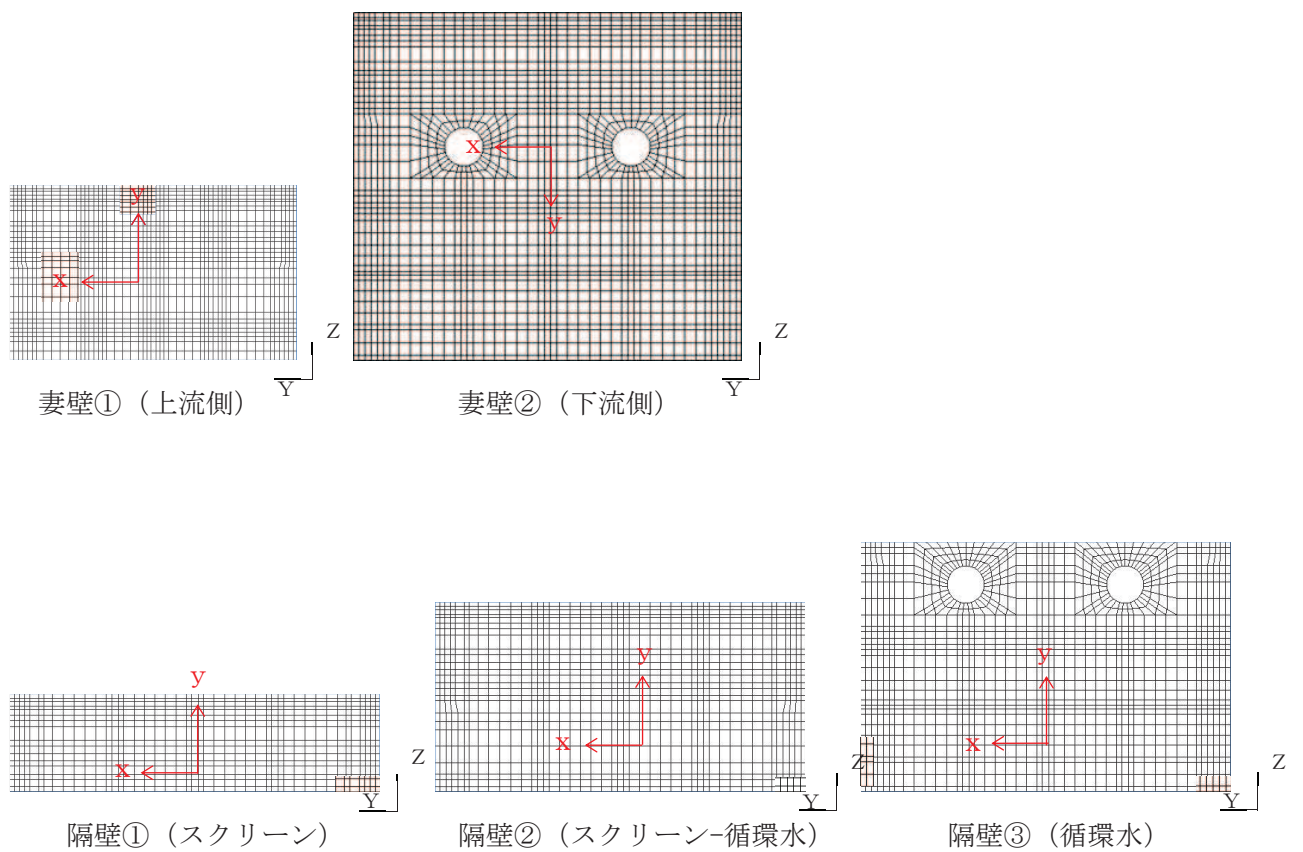 x
y
Z
Y
妻壁①（上流側）
x
y
Z
Y
妻壁②（下流側）
x
y
Z
Y
隔壁①（スクリーン）
x
y
Z
Y
隔壁②（スクリーン-循環水）
x
y
Z
Y
隔壁③（循環水）